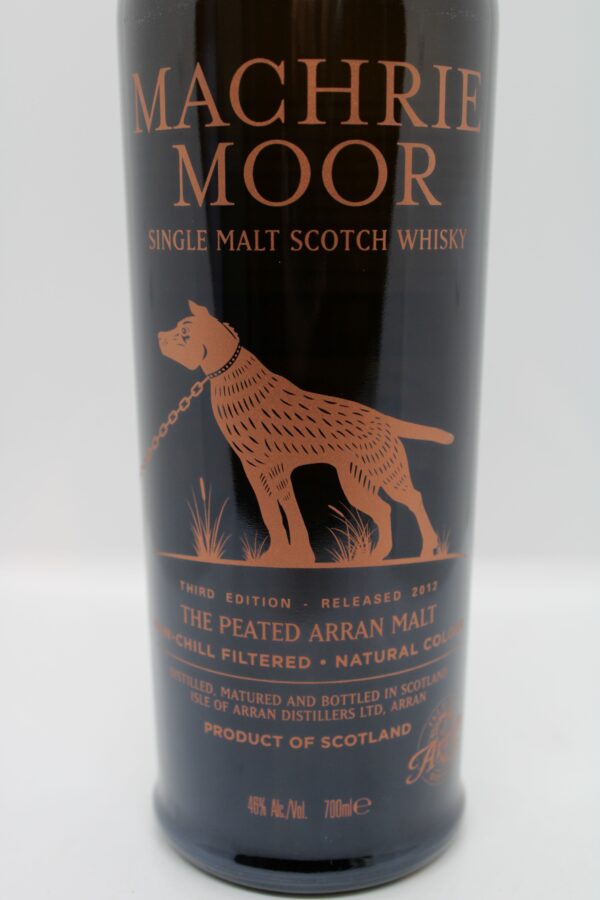 MACHRIE
MOOR
SINGLE MALT SCOTCH WHISKY
THIRD EDITION - RELEASED 2012
THE PEATED ARRAN MALT
CHILL FILTERED • NATURAL
DISTILLED, MATURED AND BOTTLED IN SCOTLAND
ISLE OF ARRAN DISTILLERS LTD, ARRAN
PRODUCT OF SCOTLAND
46% Alc./Vol. 700ml e